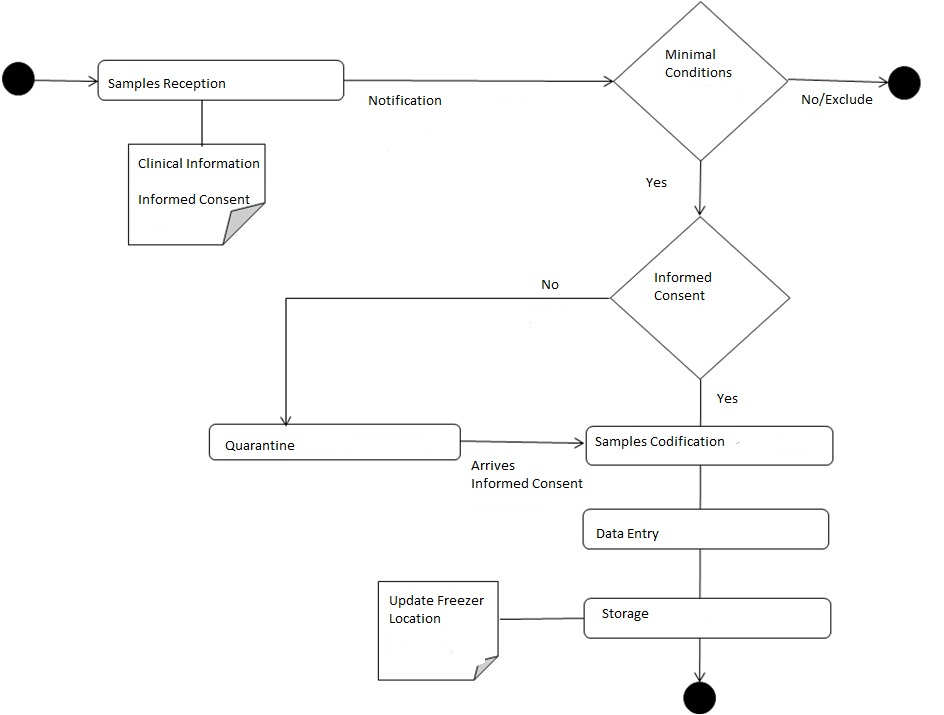 Samples Reception
Notification
Minimal
Conditions
No/Exclude
Clinical Information
Informed Consent
Yes
Informed
Consent
No
Yes
Quarantine
Arrives
Informed Consent
Samples Codification
Data Entry
Update Freezer
Location
Storage